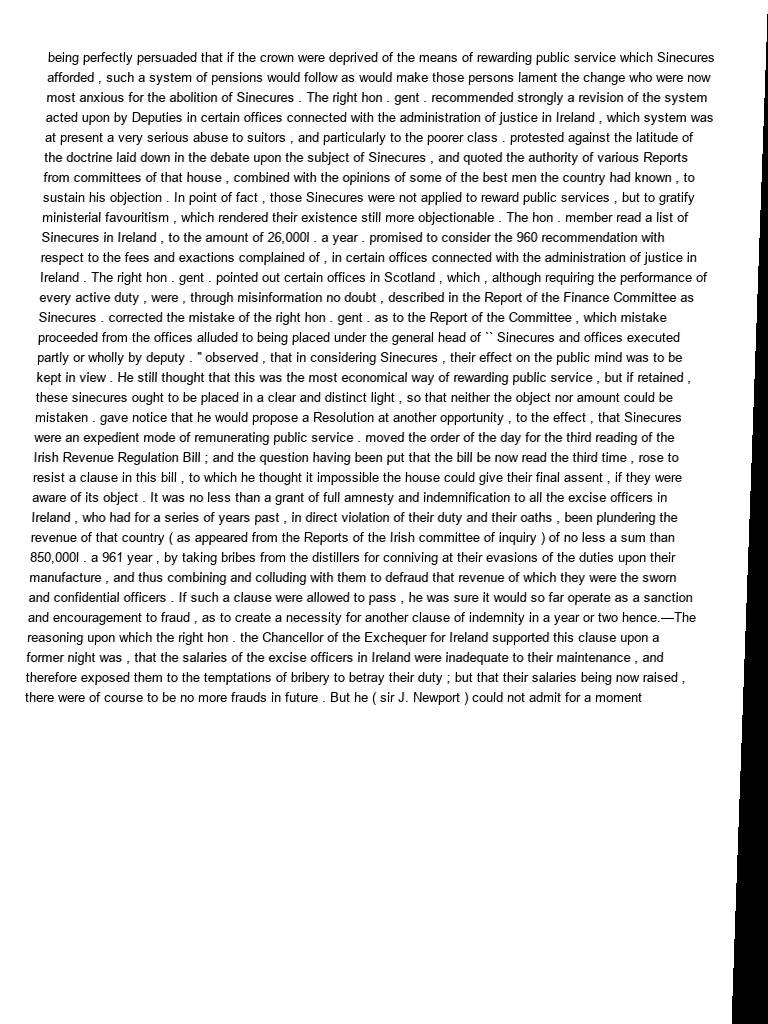 being perfectly persuaded that if the crown were deprived of the means of rewarding public service which Sinecures
afforded , such a system of pensions would follow as would make those persons lament the change who were now
most anxious for the abolition of Sinecures . The right hon . gent . recommended strongly a revision of the system
acted upon by Deputies in certain offices connected with the administration of justice in Ireland , which system was
at present a very serious abuse to suitors , and particularly to the poorer class . protested against the latitude of
the doctrine laid down in the debate upon the subject of Sinecures , and quoted the authority of various Reports
from committees of that house , combined with the opinions of some of the best men the country had known , to
sustain his objection . In point of fact , those Sinecures were not applied to reward public services , but to gratify
ministerial favouritism , which rendered their existence still more objectionable . The hon . member read a list of
Sinecures in Ireland , to the amount of 26,000l . a year . promised to consider the 960 recommendation with
respect to the fees and exactions complained of , in certain offices connected with the administration of justice in
Ireland . The right hon . gent . pointed out certain offices in Scotland , which , although requiring the performance of
every active duty , were , through misinformation no doubt , described in the Report of the Finance Committee as
Sinecures . corrected the mistake of the right hon . gent . as to the Report of the Committee , which mistake
proceeded from the offices alluded to being placed under the general head of `` Sinecures and offices executed
partly or wholly by deputy . " observed , that in considering Sinecures , their effect on the public mind was to be
kept in view . He still thought that this was the most economical way of rewarding public service , but if retained ,
these sinecures ought to be placed in a clear and distinct light , so that neither the object nor amount could be
mistaken . gave notice that he would propose a Resolution at another opportunity , to the effect , that Sinecures
were an expedient mode of remunerating public service . moved the order of the day for the third reading of the
Irish Revenue Regulation Bill ; and the question having been put that the bill be now read the third time , rose to
resist a clause in this bill , to which he thought it impossible the house could give their final assent , if they were
aware of its object . It was no less than a grant of full amnesty and indemnification to all the excise officers in
Ireland , who had for a series of years past , in direct violation of their duty and their oaths , been plundering the
revenue of that country ( as appeared from the Reports of the Irish committee of inquiry ) of no less a sum than
850,000l . a 961 year , by taking bribes from the distillers for conniving at their evasions of the duties upon their
manufacture , and thus combining and colluding with them to defraud that revenue of which they were the sworn
and confidential officers . If such a clause were allowed to pass , he was sure it would so far operate as a sanction
and encouragement to fraud , as to create a necessity for another clause of indemnity in a year or two hence.—The
reasoning upon which the right hon . the Chancellor of the Exchequer for Ireland supported this clause upon a
former night was , that the salaries of the excise officers in Ireland were inadequate to their maintenance , and
therefore exposed them to the temptations of bribery to betray their duty ; but that their salaries being now raised ,
there were of course to be no more frauds in future . But he ( sir J. Newport ) could not admit for a moment